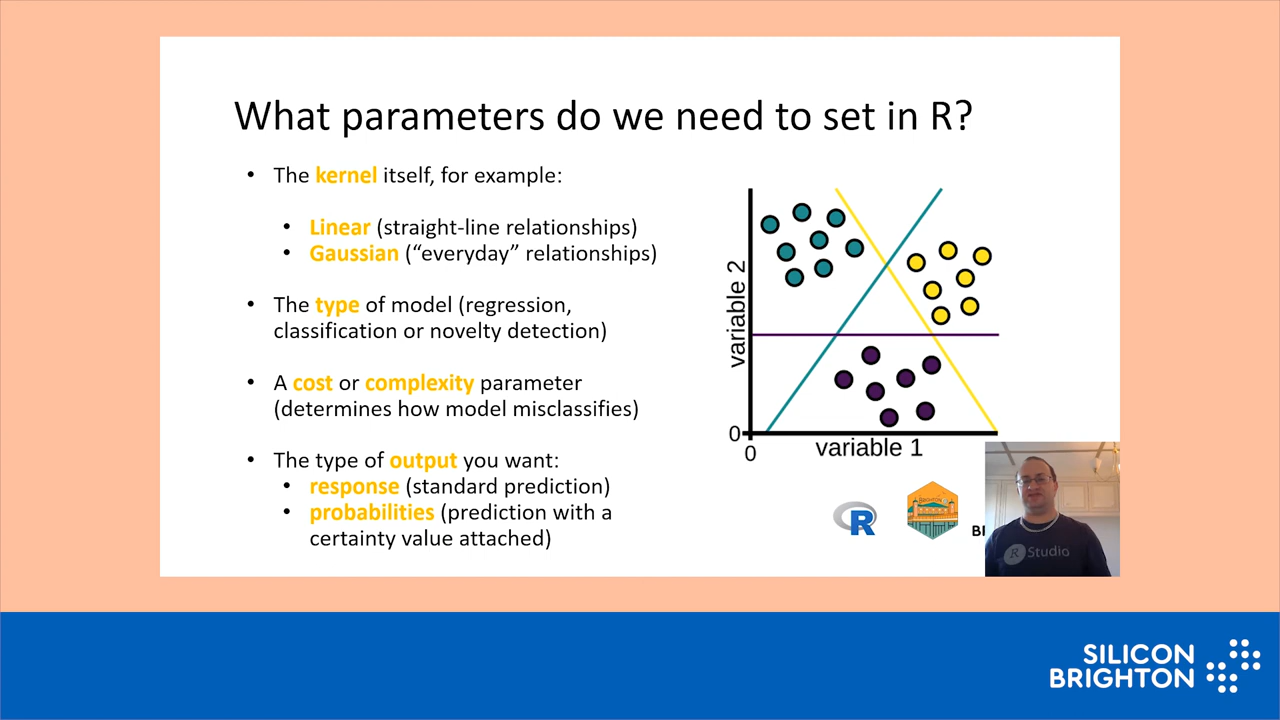 What parameters do we need to set in R?
• The kernel itself, for example:
• Linear (straight-line relationships)
• Gaussian (“everyday” relationships)
• The type of model (regression,
classification or novelty detection)
• A cost or complexity parameter
(determines how model misclassifies)
• The type of output you want:
• response (standard prediction)
• probabilities (prediction with a
certainty value attached)
variable 2
0
0
variable 1
R
BRIGHTON
R Studio
SILICON
BRIGHTON